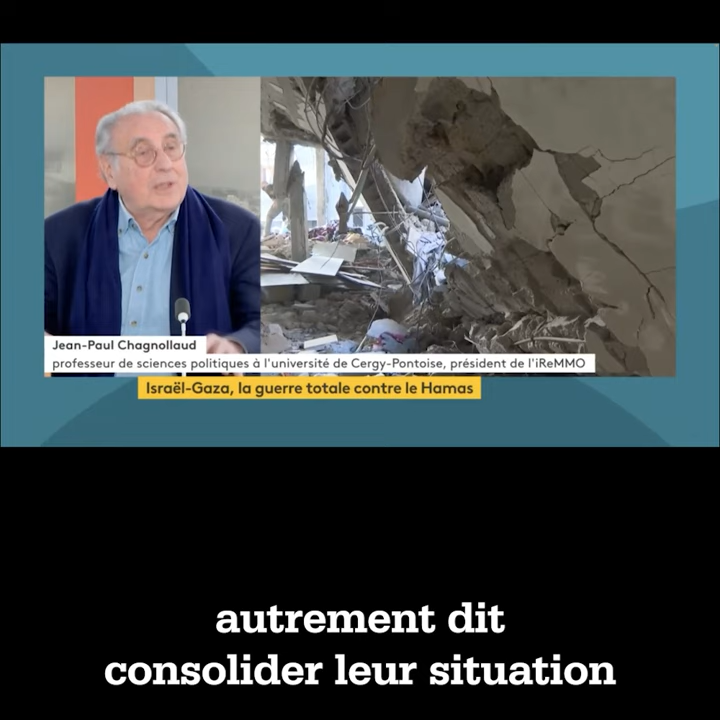 Jean-Paul Chagnollaud
professeur de sciences politiques à l'université de Cergy-Pontoise, président de l'iReMMO
Israël-Gaza, la guerre totale contre le Hamas
autrement dit
consolider leur situation